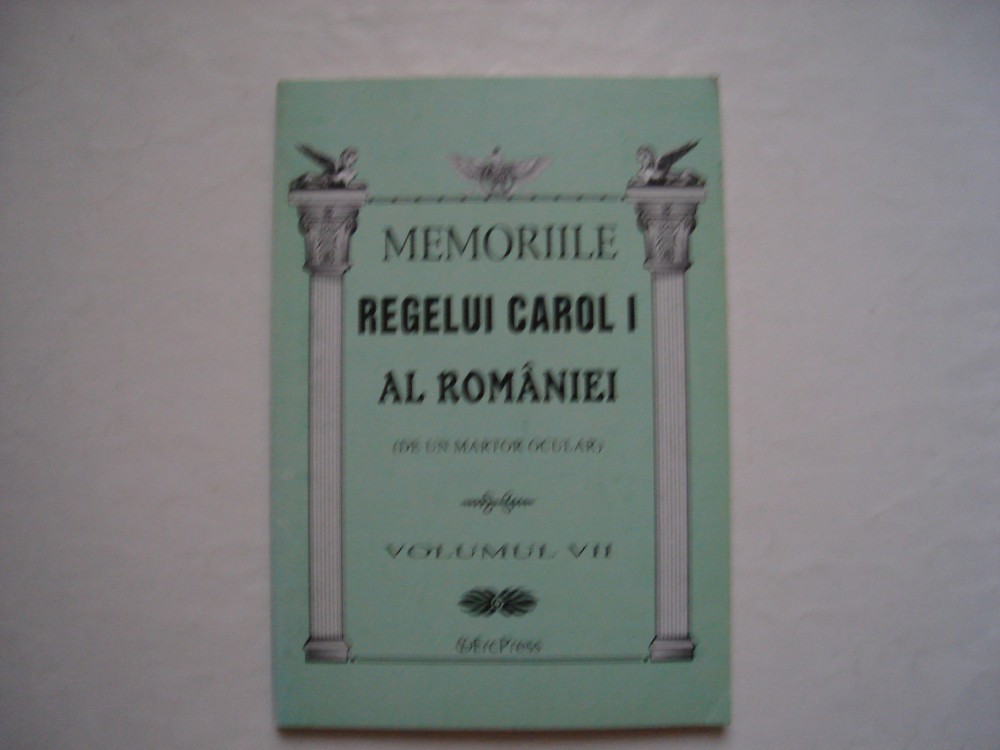 MEMORIILE
REGELUI CAROL I
AL ROMÂNIEI
(DE UN MARTOR OCULAR)
VOLUMUL VII